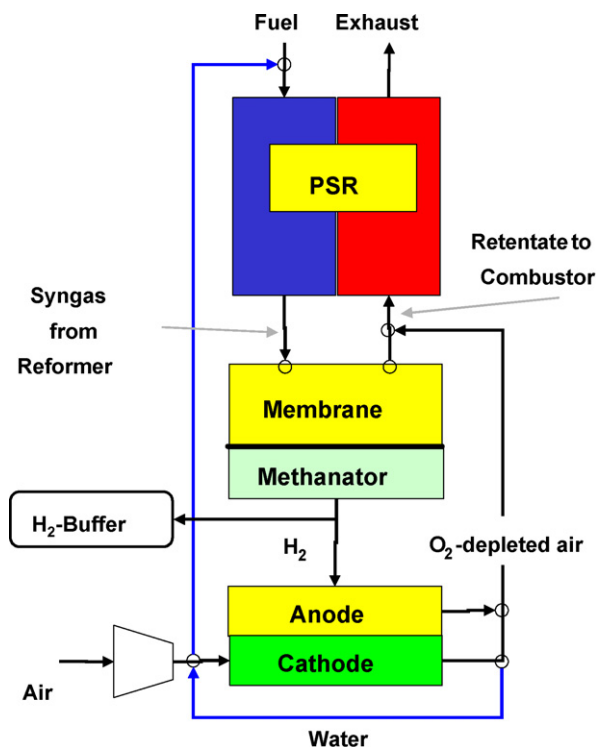 Fuel
Exhaust
PSR
Retentate to
Combustor
Syngas
from
Reformer
Membrane
Methanator
H₂-Buffer
H₂
O₂-depleted air
Anode
Cathode
Air
Water